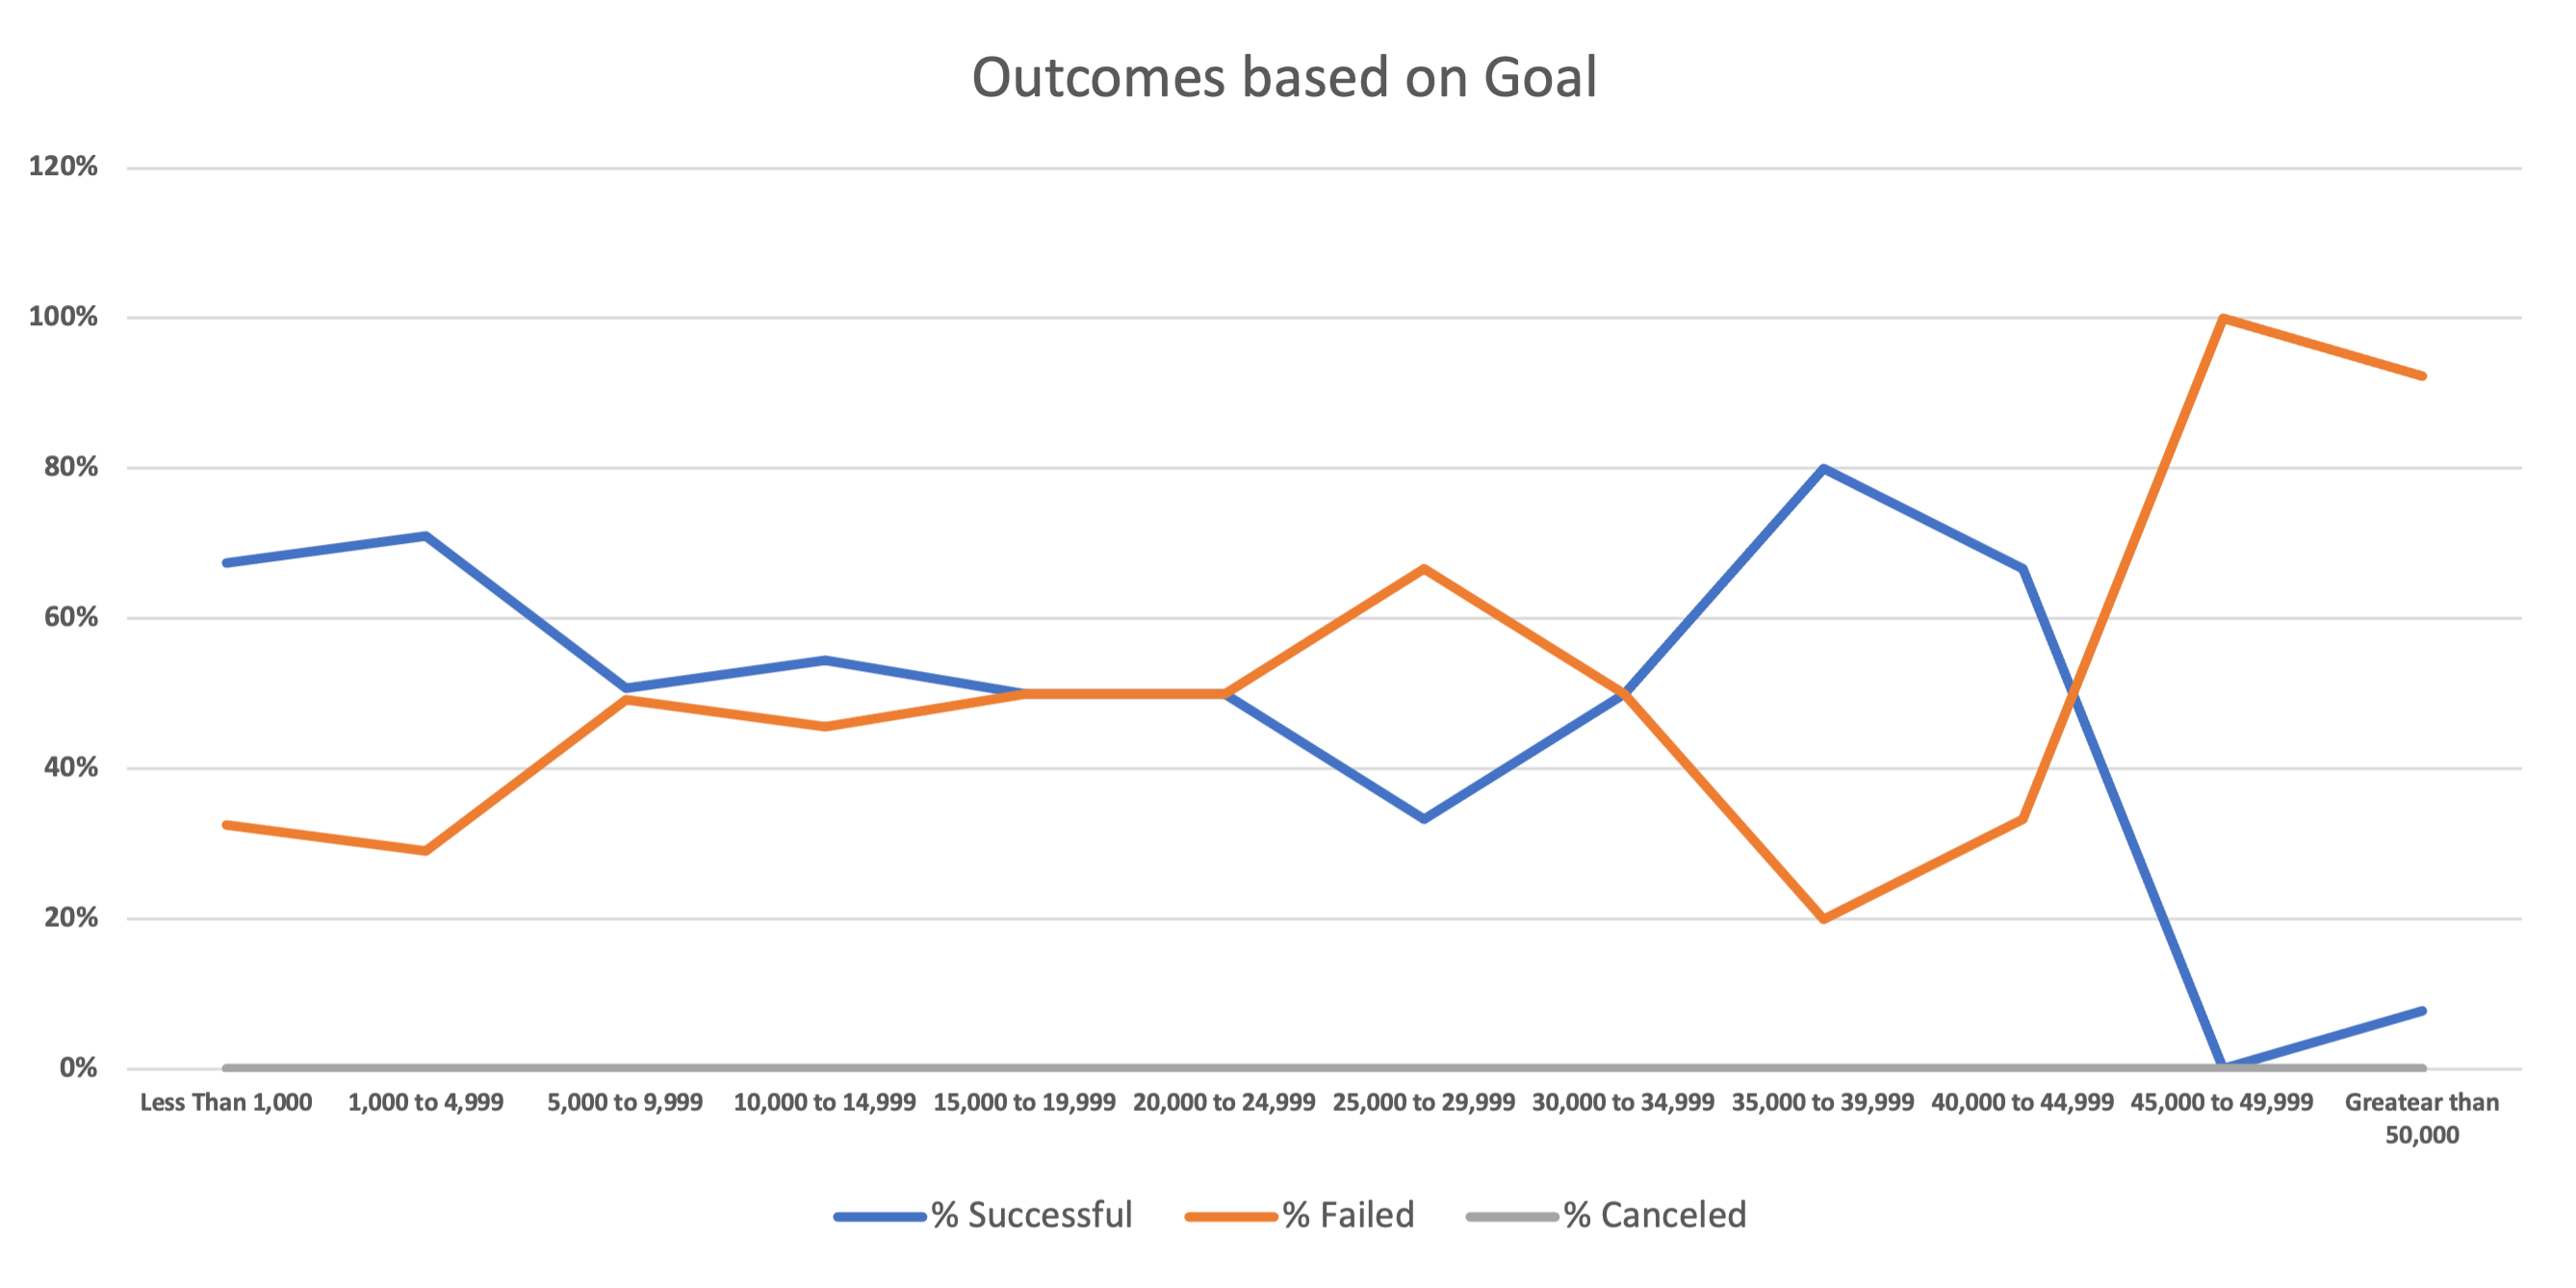 Outcomes based on Goal
120%
100%
80%
60%
40%
20%
0%
Less Than 1,000
1,000 to 4,999
5,000 to 9,999
10,000 to 14,999
15,000 to 19,999
20,000 to 24,999
25,000 to 29,999
30,000 to 34,999
35,000 to 39,999
40,000 to 44,999
45,000 to 49,999
Greatear than
50,000
% Successful
% Failed
% Canceled